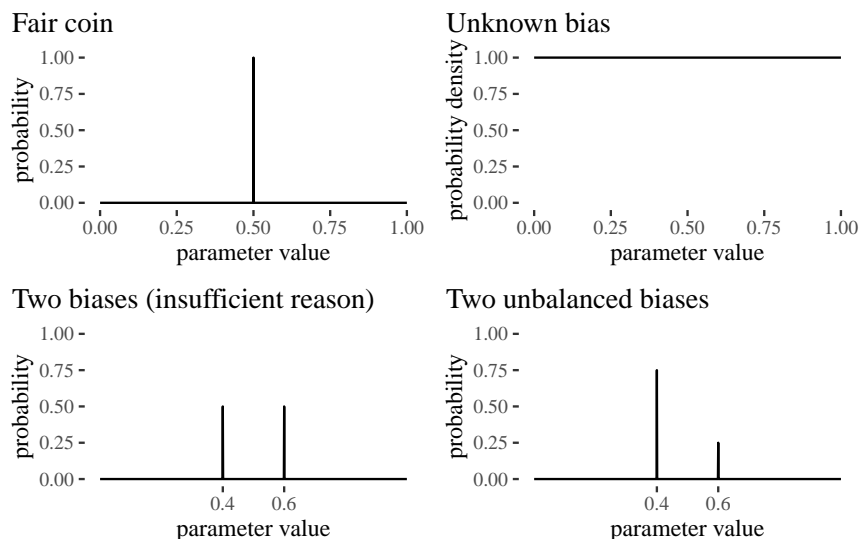 Fair coin
1.00
0.75
0.50
0.25
0.00
probability
0.00 0.25 0.50 0.75 1.00
parameter value
Unknown bias
1.00
0.75
0.50
0.25
0.00
probability density
0.00 0.25 0.50 0.75 1.00
parameter value
Two biases (insufficient reason)
1.00
0.75
0.50
0.25
0.00
probability
0.4 0.6
parameter value
Two unbalanced biases
1.00
0.75
0.50
0.25
0.00
probability
0.4 0.6
parameter value